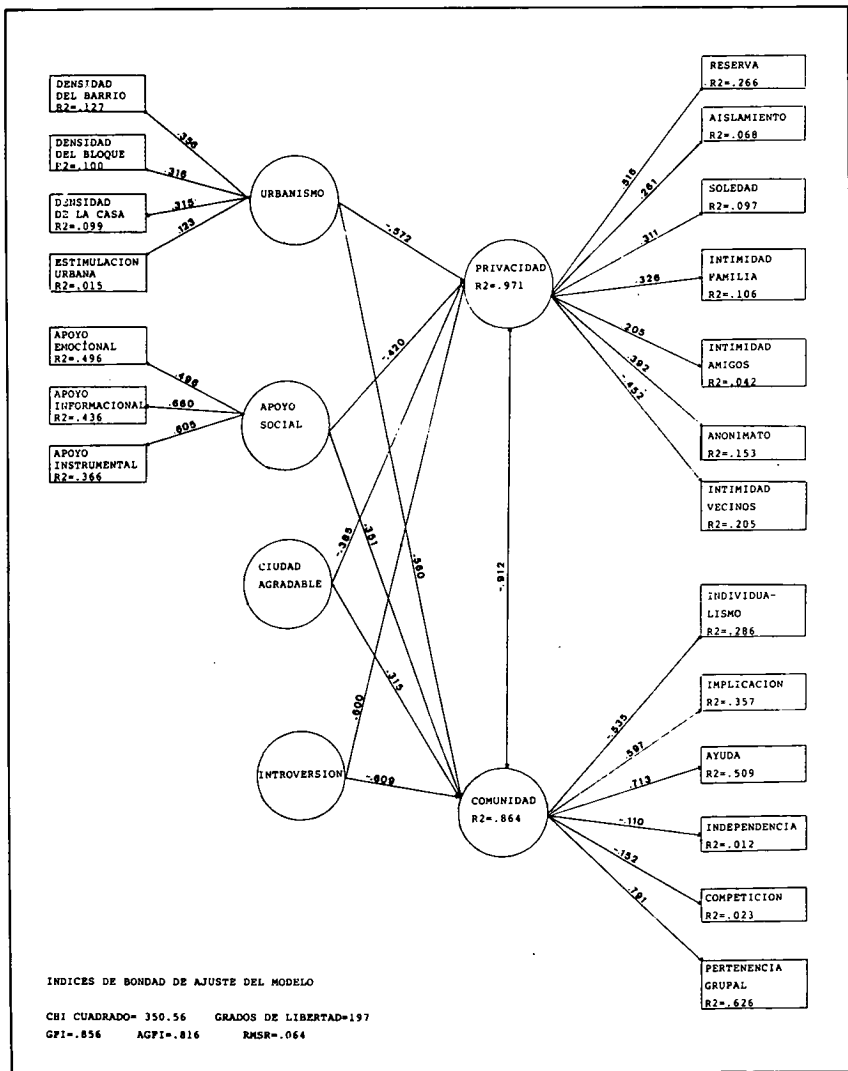 DENSIDAD
DEL BARRIO
R2=.127
DENSIDAD
DEL BLOQUE
R2=.100
DENSIDAD
DE LA CASA
R2=.099
ESTIMULACION
URBANA
R2=.015
APOYO
EMOCIONAL
R2=.496
APOYO
INFORMACIONAL
R2=.436
APOYO
INSTRUMENTAL
R2=.366
.356
.316
.315
.123
.496
.660
.605
URBANISMO
APOYO
SOCIAL
CIUDAD
AGRADABLE
INTROVERSION
-.572
-.420
-.385
.600
.560
.351
.315
-.609
-.912
PRIVACIDAD
R2=.971
COMUNIDAD
R2=.864
.516
.261
.311
.326
.205
.392
-.452
RESERVA
R2=.266
AISLAMIENTO
R2=.068
SOLEDAD
R2=.097
INTIMIDAD
FAMILIA
R2=.106
INTIMIDAD
AMIGOS
R2=.042
ANONIMATO
R2=.153
INTIMIDAD
VECINOS
R2=.205
-.535
.597
.713
-.110
-.152
.791
INDIVIDUA-
LISMO
R2=.286
IMPLICACION
R2=.357
AYUDA
R2=.509
INDEPENDENCIA
R2=.012
COMPETICION
R2=.023
PERTENENCIA
GRUPAL
R2=.626
INDICES DE BONDAD DE AJUSTE DEL MODELO
CHI CUADRADO= 350.56 GRADOS DE LIBERTAD=197
GFI=.856 AGFI=.816 RMSR=.064